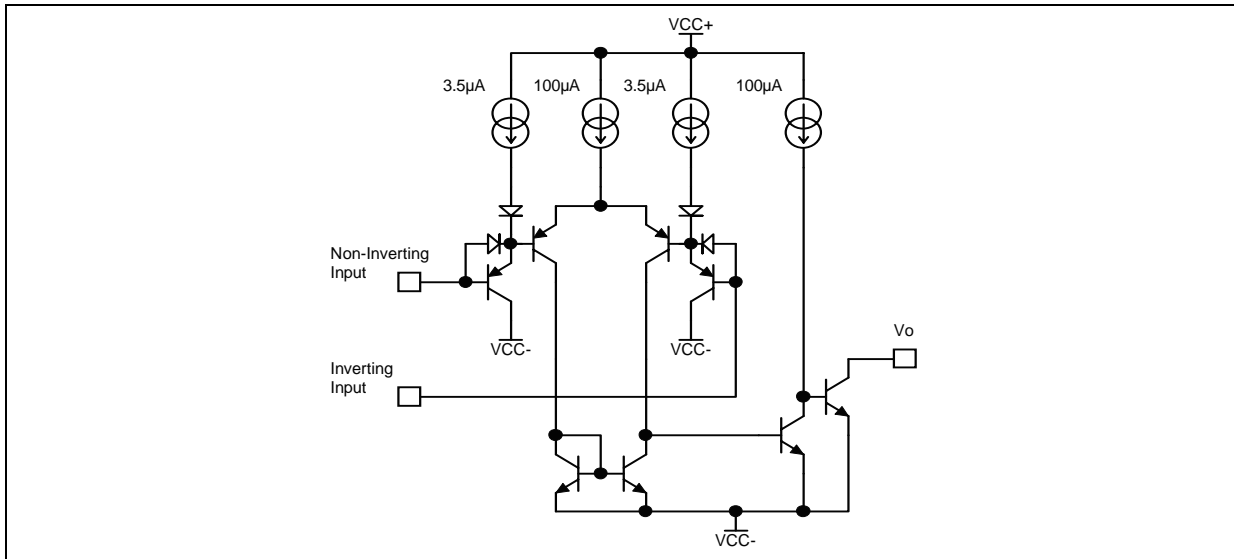 VCC+
3.5µA
100µA
3.5µA
100µA
Non-Inverting
Input
VCC-
VCC-
Vo
Inverting
Input
VCC-